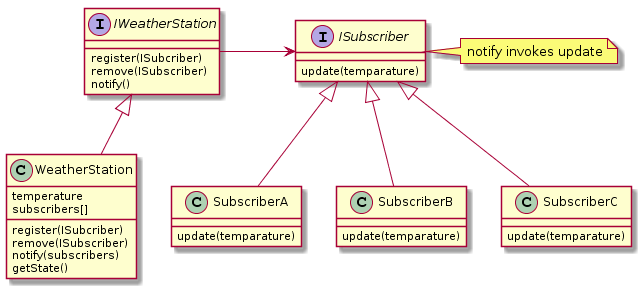 I IWeatherStation
register(ISubcriber)
remove(ISubscriber)
notify()
I ISubscriber
update(temparature)
notify invokes update
C WeatherStation
temperature
subscribers[]
register(ISubcriber)
remove(ISubscriber)
notify(subscribers)
getState()
C SubscriberA
update(temparature)
C SubscriberB
update(temparature)
C SubscriberC
update(temparature)